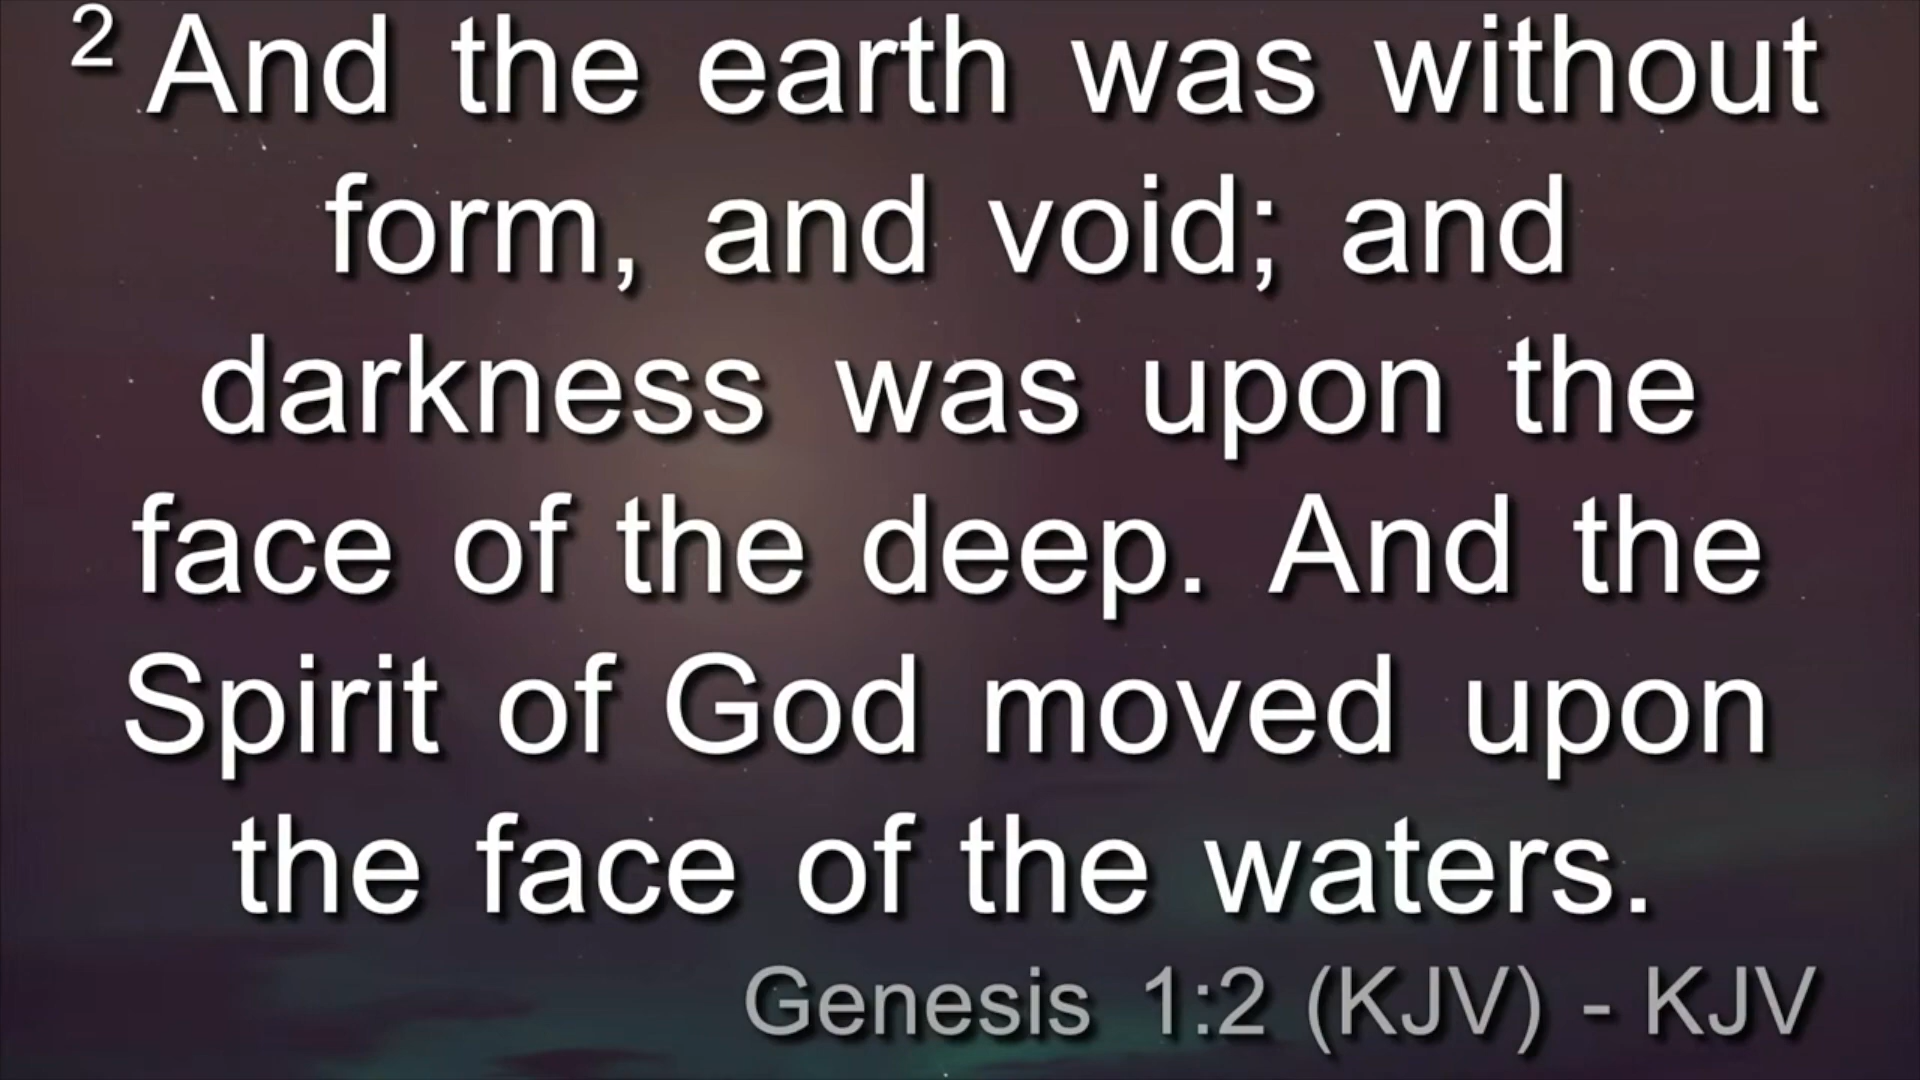 2 And the earth was without
form, and void; and
darkness was upon the
face of the deep. And the
Spirit of God moved upon
the face of the waters.
Genesis 1:2 (KJV) - KJV